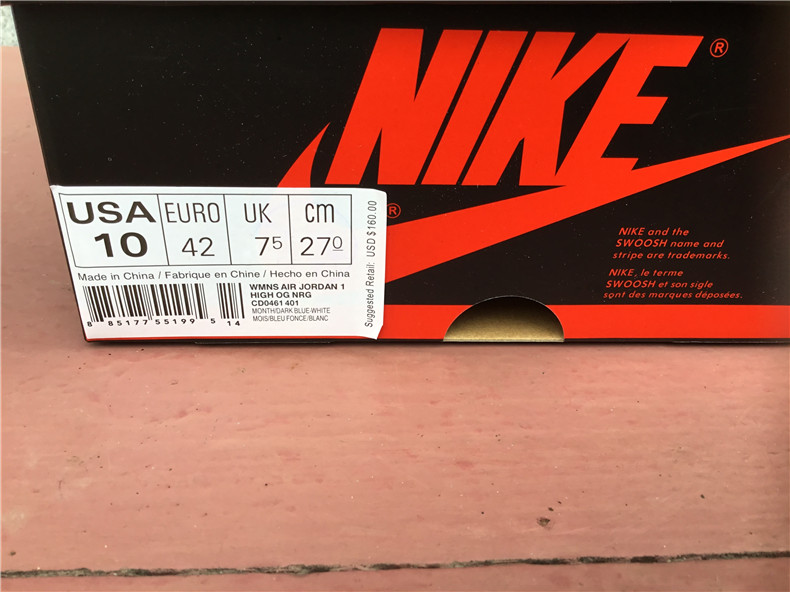 NIKE ®
®
USA EURO UK cm
10 42 7⁵ 27⁰
Made in China / Fabrique en Chine / Hecho en China
WMNS AIR JORDAN 1
HIGH OG NRG
CD0461 401
MONTH/DARK BLUE-WHITE
MOIS/BLEU FONCE/BLANC
8 85177 55199 5 14
Suggested Retail: USD $160.00
NIKE and the
SWOOSH name and
stripe are trademarks.
NIKE, le terme
SWOOSH et son sigle
sont des marques déposées.